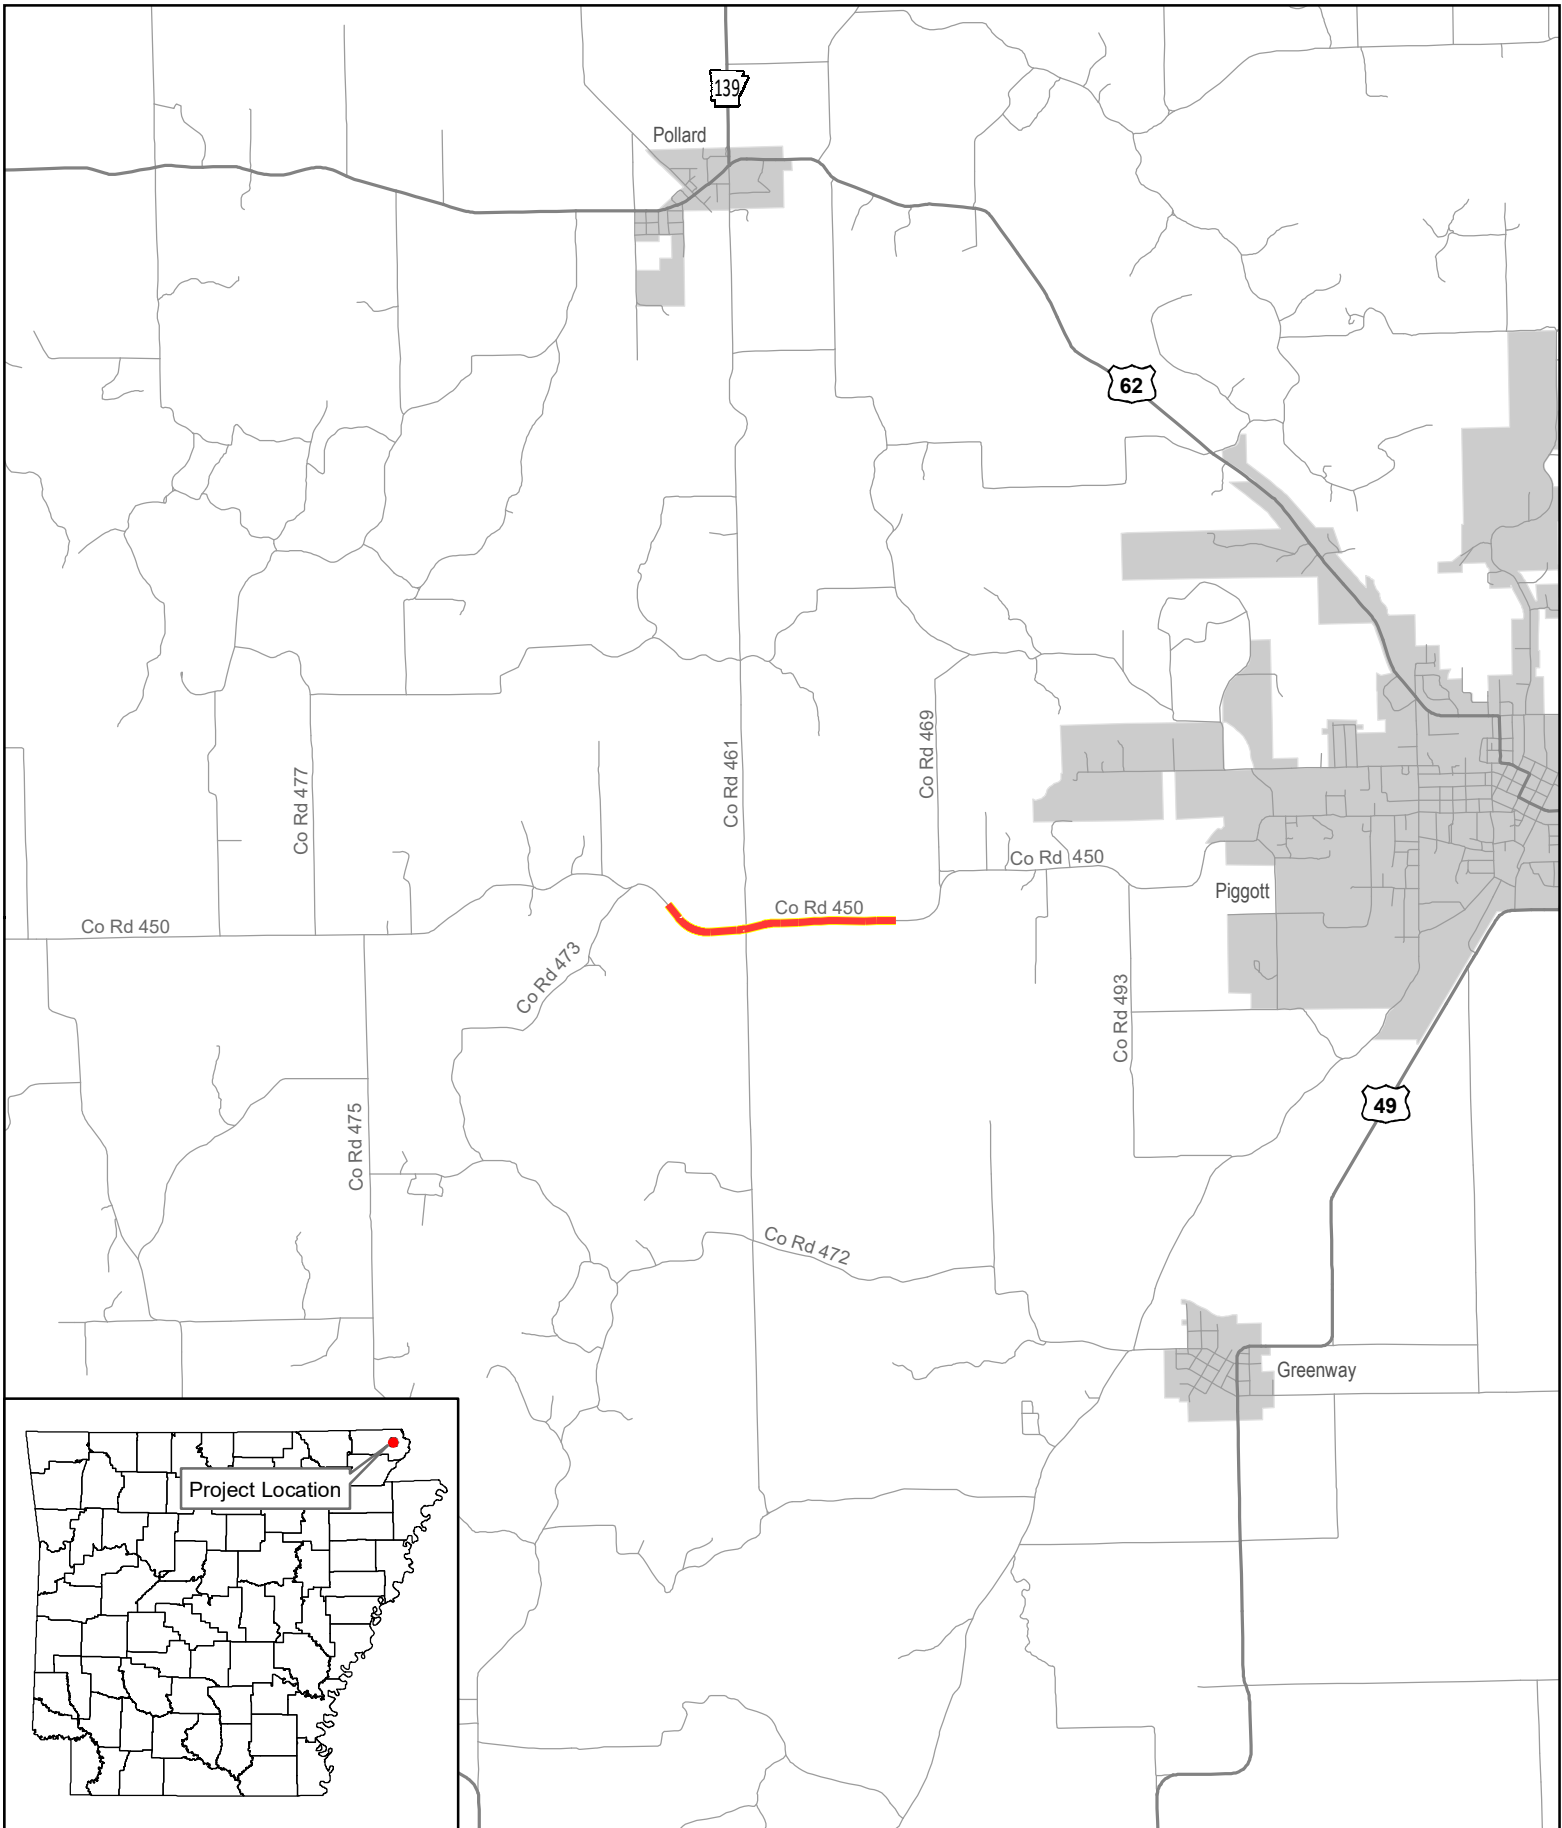 139
Pollard
62
Co Rd 469
Co Rd 461
Co Rd 477
Co Rd 450
Piggott
Co Rd 450
Co Rd 450
Co Rd 473
Co Rd 493
49
Co Rd 475
Co Rd 472
Greenway
Project Location